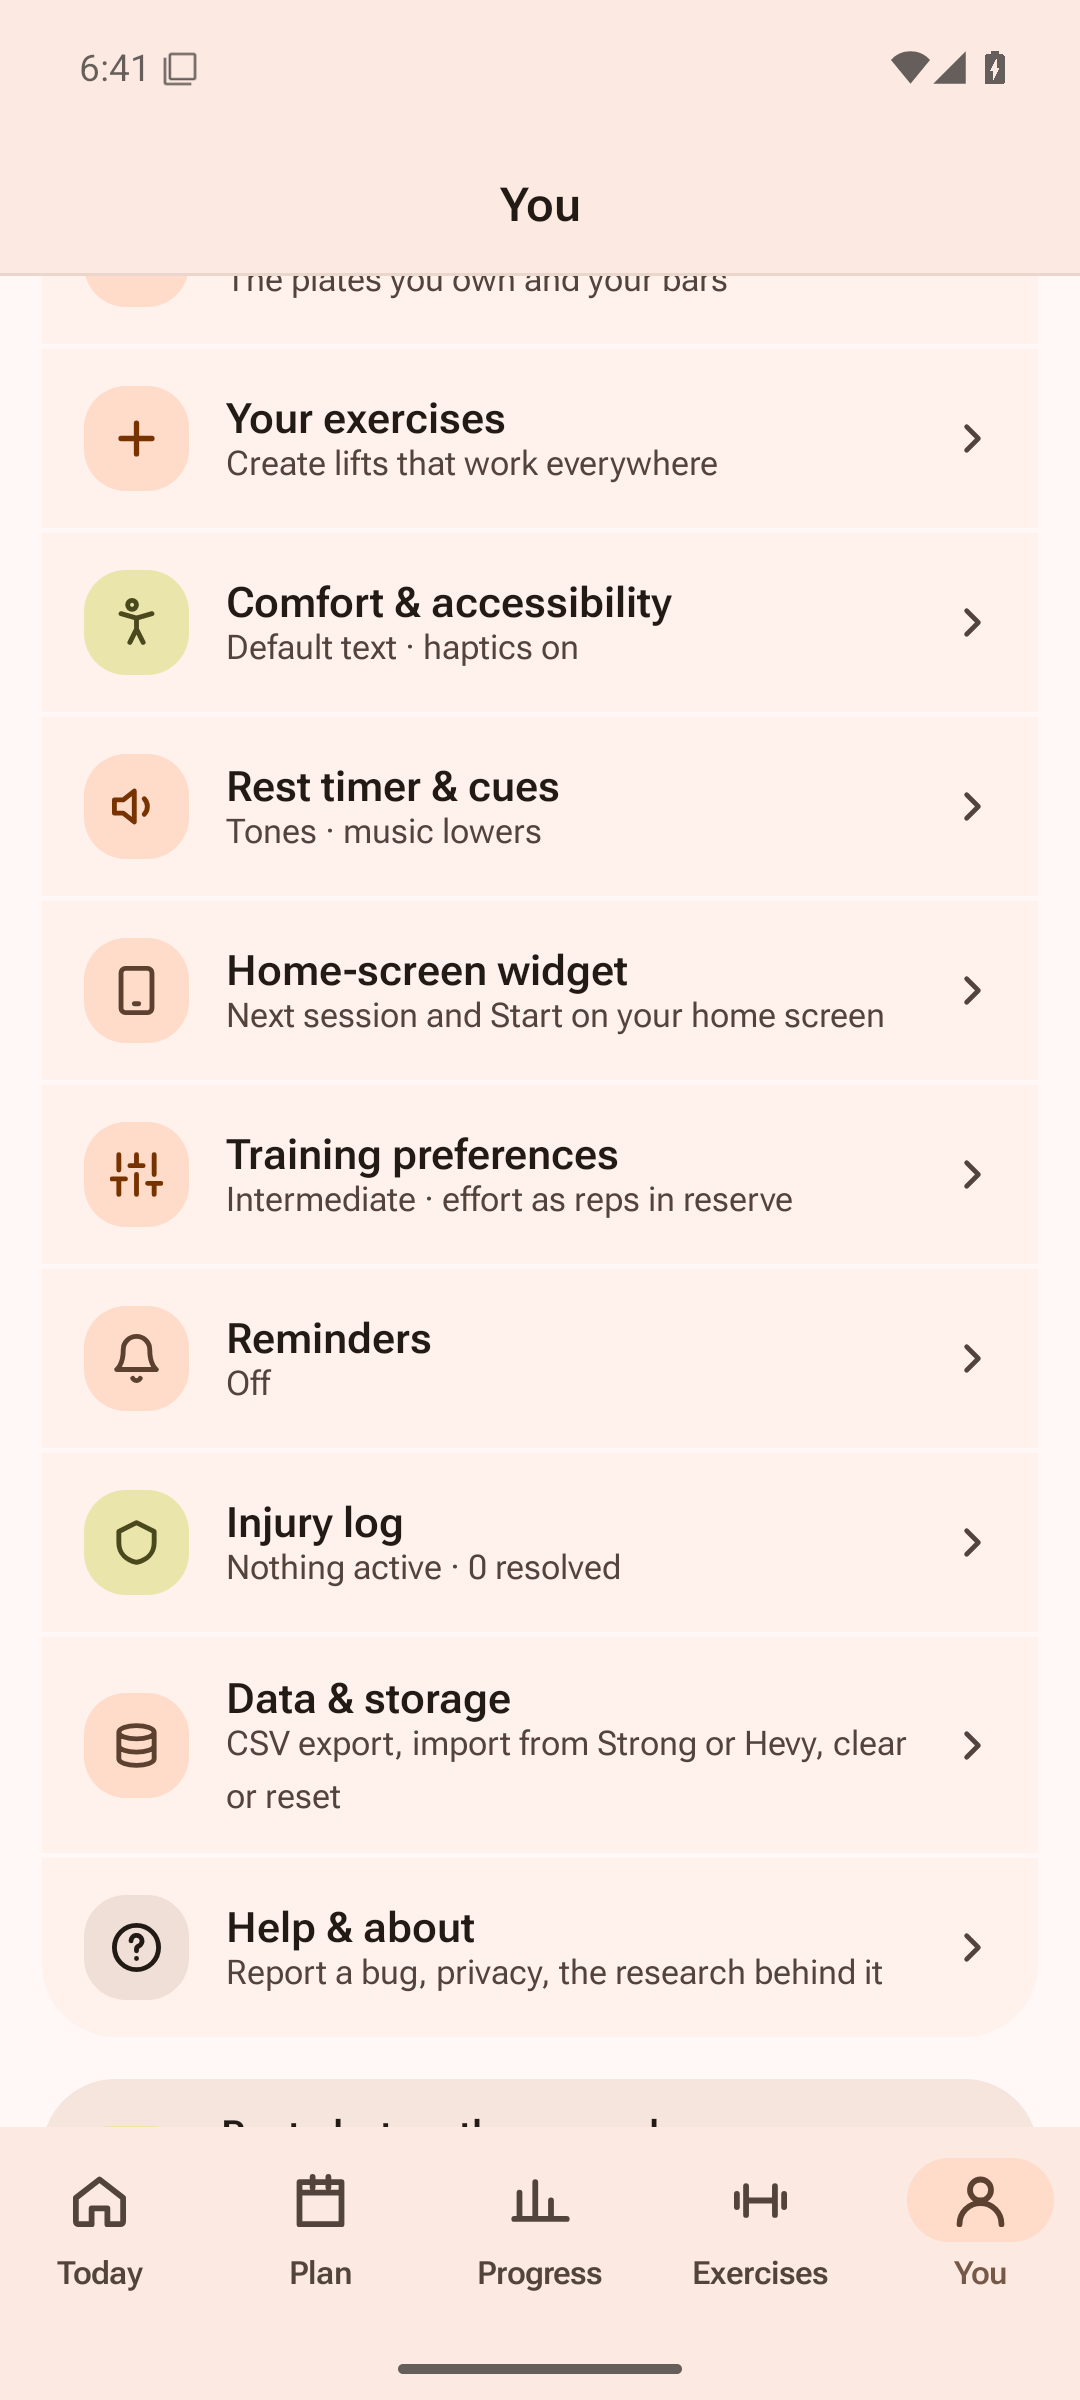 6:41
You
The plates you own and your bars
Your exercises
Create lifts that work everywhere
Comfort & accessibility
Default text · haptics on
Rest timer & cues
Tones · music lowers
Home-screen widget
Next session and Start on your home screen
Training preferences
Intermediate · effort as reps in reserve
Reminders
Off
Injury log
Nothing active · 0 resolved
Data & storage
CSV export, import from Strong or Hevy, clear
or reset
Help & about
Report a bug, privacy, the research behind it
Today
Plan
Progress
Exercises
You